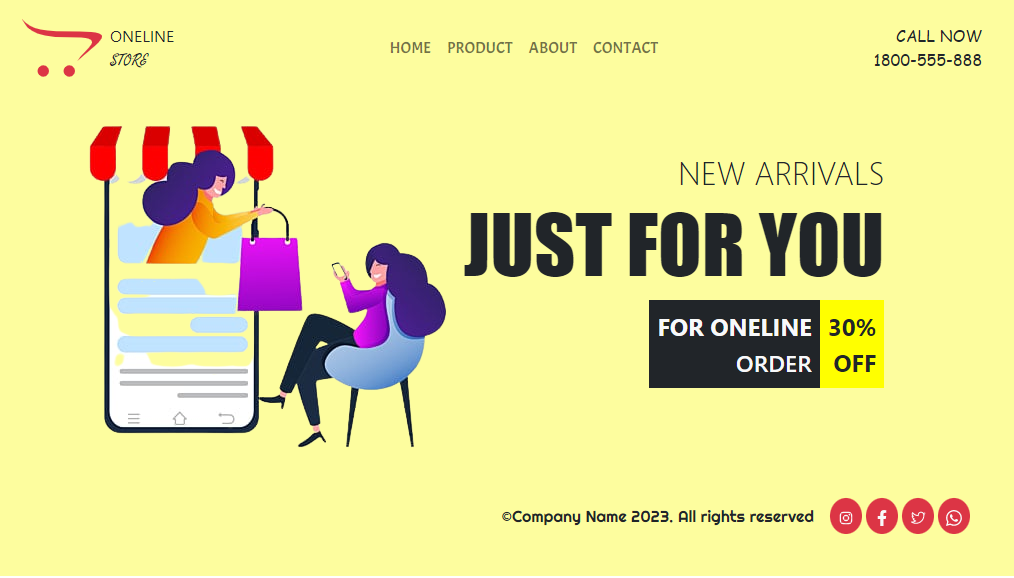 ONELINE
STORE
HOME PRODUCT ABOUT CONTACT
CALL NOW
1800-555-888
NEW ARRIVALS
JUST FOR YOU
FOR ONELINE 30%
ORDER OFF
©Company Name 2023. All rights reserved